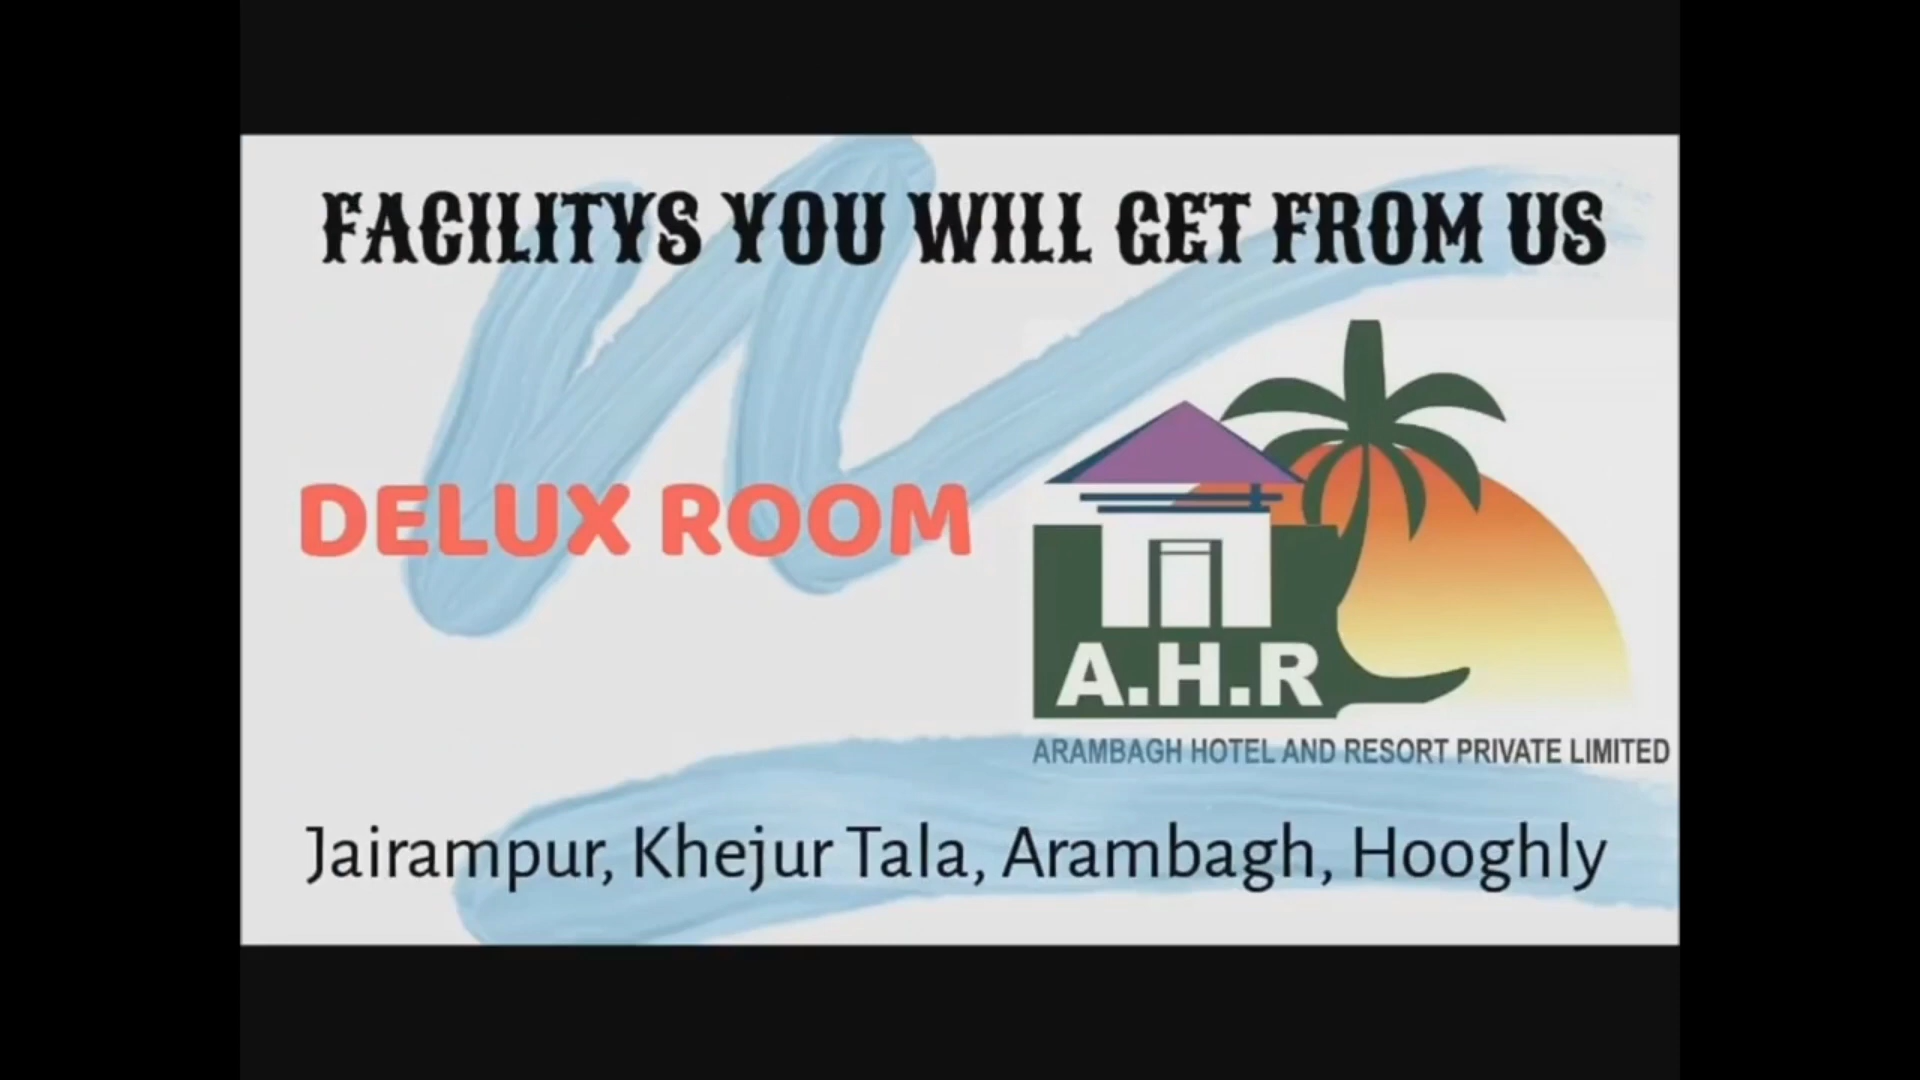 FACILITYS YOU WILL GET FROM US
DELUX ROOM
A.H.R
ARAMBAGH HOTEL AND RESORT PRIVATE LIMITED
Jairampur, Khejur Tala, Arambagh, Hooghly